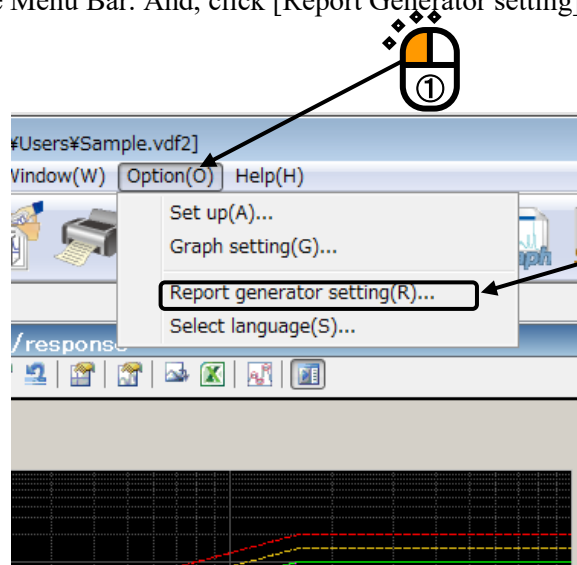 e Menu Bar. And, click [Report Generator setting]
①
¥Users¥Sample.vdf2]
Window(W) Option(O) Help(H)
Set up(A)...
Graph setting(G)...
Report generator setting(R)...
Select language(S)...
/response